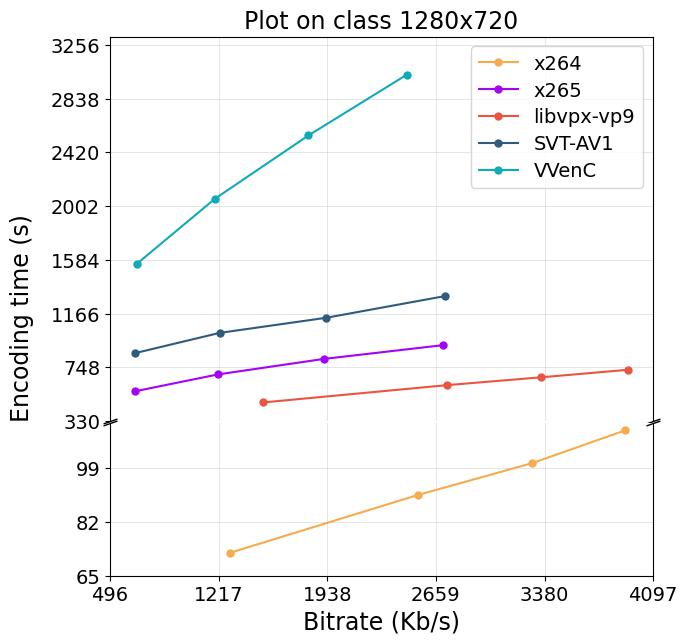 Plot on class 1280x720
3256
2838
2420
2002
1584
1166
748
330
99
82
65
Encoding time (s)
x264
x265
libvpx-vp9
SVT-AV1
VVenC
496 1217 1938 2659 3380 4097
Bitrate (Kb/s)